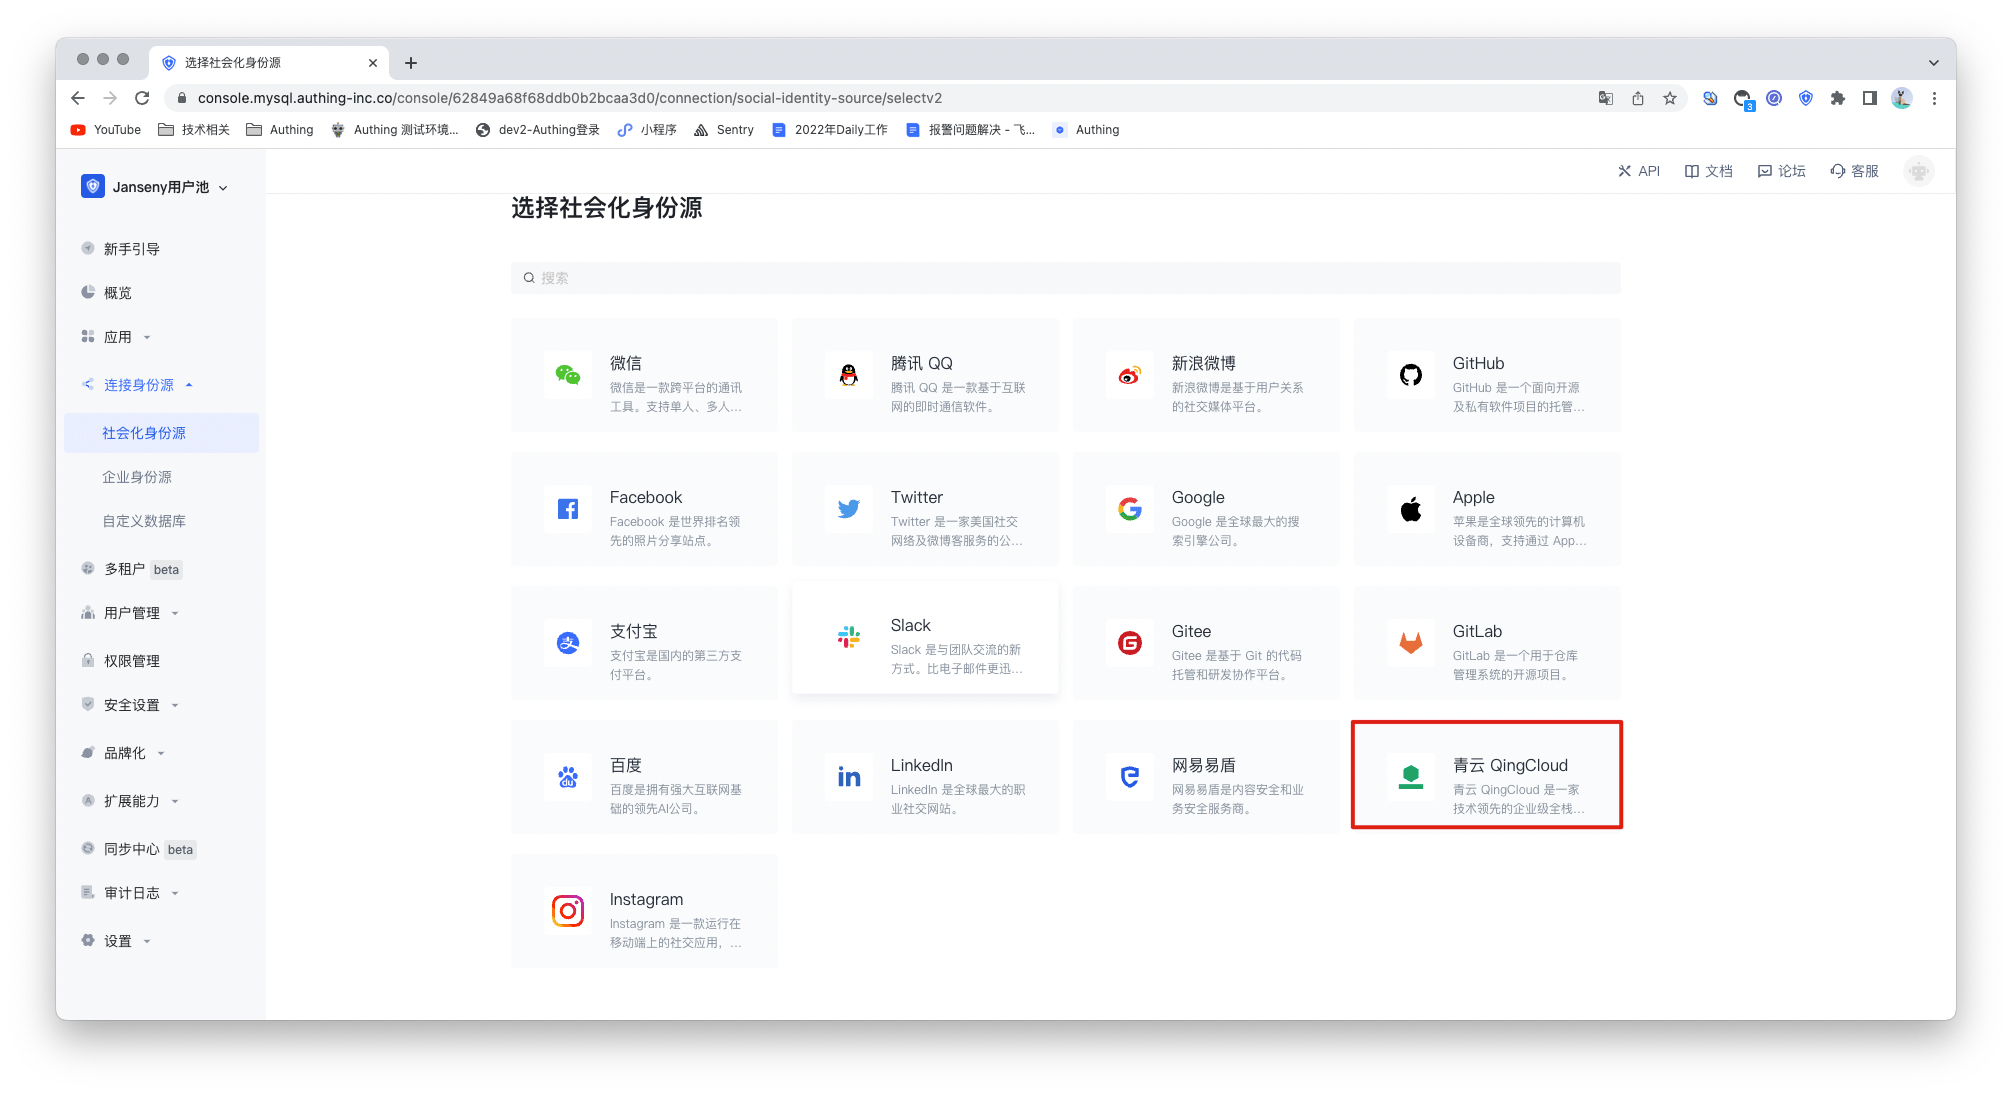 选择社会化身份源
console.mysql.authing-inc.co/console/62849a68f68ddb0b2bcaa3d0/connection/social-identity-source/selectv2
3
YouTube 技术相关 Authing Authing 测试环境... dev2-Authing登录 小程序 Sentry 2022年Daily工作 报警问题解决 - 飞... Authing
Janseny用户池
API 文档 论坛 客服
新手引导
概览
应用
连接身份源
社会化身份源
企业身份源
自定义数据库
多租户 beta
用户管理
权限管理
安全设置
品牌化
扩展能力
同步中心 beta
审计日志
设置
选择社会化身份源
搜索
微信
微信是一款跨平台的通讯
工具。支持单人、多人...
腾讯 QQ
腾讯 QQ 是一款基于互联
网的即时通信软件。
新浪微博
新浪微博是基于用户关系
的社交媒体平台。
GitHub
GitHub 是一个面向开源
及私有软件项目的托管...
Facebook
Facebook 是世界排名领
先的照片分享站点。
Twitter
Twitter 是一家美国社交
网络及微博客服务的公...
Google
Google 是全球最大的搜
索引擎公司。
Apple
苹果是全球领先的计算机
设备商，支持通过 App...
支付宝
支付宝是国内的第三方支
付平台。
Slack
Slack 是与团队交流的新
方式。比电子邮件更迅...
Gitee
Gitee 是基于 Git 的代码
托管和研发协作平台。
GitLab
GitLab 是一个用于仓库
管理系统的开源项目。
百度
百度是拥有强大互联网基
础的领先AI公司。
LinkedIn
LinkedIn 是全球最大的职
业社交网站。
网易易盾
网易易盾是内容安全和业
务安全服务商。
青云 QingCloud
青云 QingCloud 是一家
技术领先的企业级全栈...
Instagram
Instagram 是一款运行在
移动端上的社交应用，...